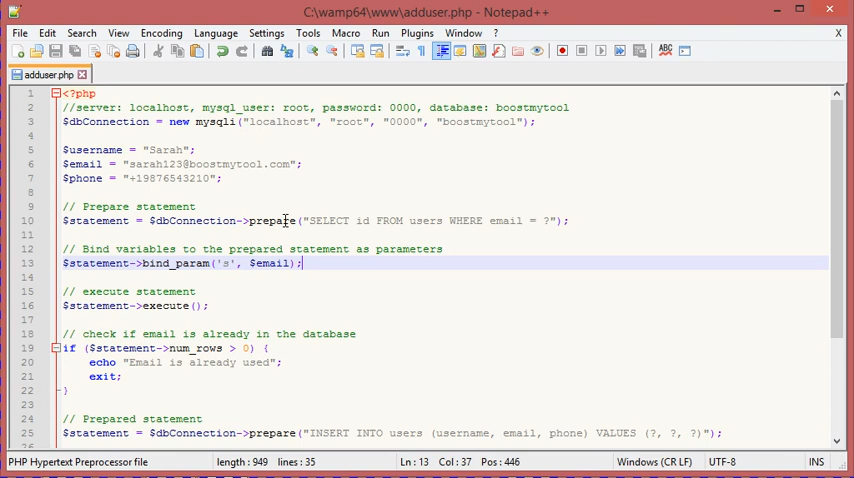 C:\wamp64\www\adduser.php - Notepad++
File Edit Search View Encoding Language Settings Tools Macro Run Plugins Window ? X
adduser.php
1 <?php
2 //server: localhost, mysql_user: root, password: 0000, database: boostmytool
3 $dbConnection = new mysqli("localhost", "root", "0000", "boostmytool");
4
5 $username = "Sarah";
6 $email = "sarah123@boostmytool.com";
7 $phone = "+19876543210";
8
9 // Prepare statement
10 $statement = $dbConnection->prepare("SELECT id FROM users WHERE email = ?");
11
12 // Bind variables to the prepared statement as parameters
13 $statement->bind_param('s', $email);
14
15 // execute statement
16 $statement->execute();
17
18 // check if email is already in the database
19 if ($statement->num_rows > 0) {
20 echo "Email is already used";
21 exit;
22 }
23
24 // Prepared statement
25 $statement = $dbConnection->prepare("INSERT INTO users (username, email, phone) VALUES (?, ?, ?)");
26
PHP Hypertext Preprocessor file length : 949 lines : 35 Ln : 13 Col : 37 Pos : 446 Windows (CR LF) UTF-8 INS